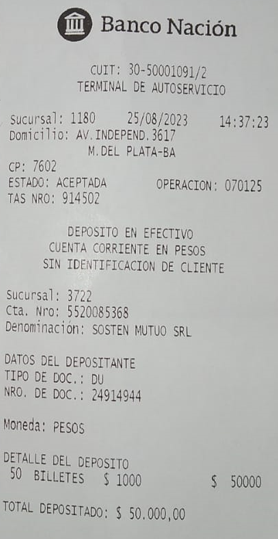 Banco Nación
CUIT: 30-50001091/2
TERMINAL DE AUTOSERVICIO
Sucursal: 1180 25/08/2023 14:37:23
Domicilio: AV.INDEPEND.3617
M.DEL PLATA-BA
CP: 7602
ESTADO: ACEPTADA OPERACION: 070125
TAS NRO: 914502
DEPOSITO EN EFECTIVO
CUENTA CORRIENTE EN PESOS
SIN IDENTIFICACION DE CLIENTE
Sucursal: 3722
Cta. Nro: 5520085368
Denominación: SOSTEN MUTUO SRL
DATOS DEL DEPOSITANTE
TIPO DE DOC.: DU
NRO. DE DOC.: 24914944
Moneda: PESOS
DETALLE DEL DEPOSITO
50 BILLETES $ 1000 $ 50000
TOTAL DEPOSITADO: $ 50.000,00